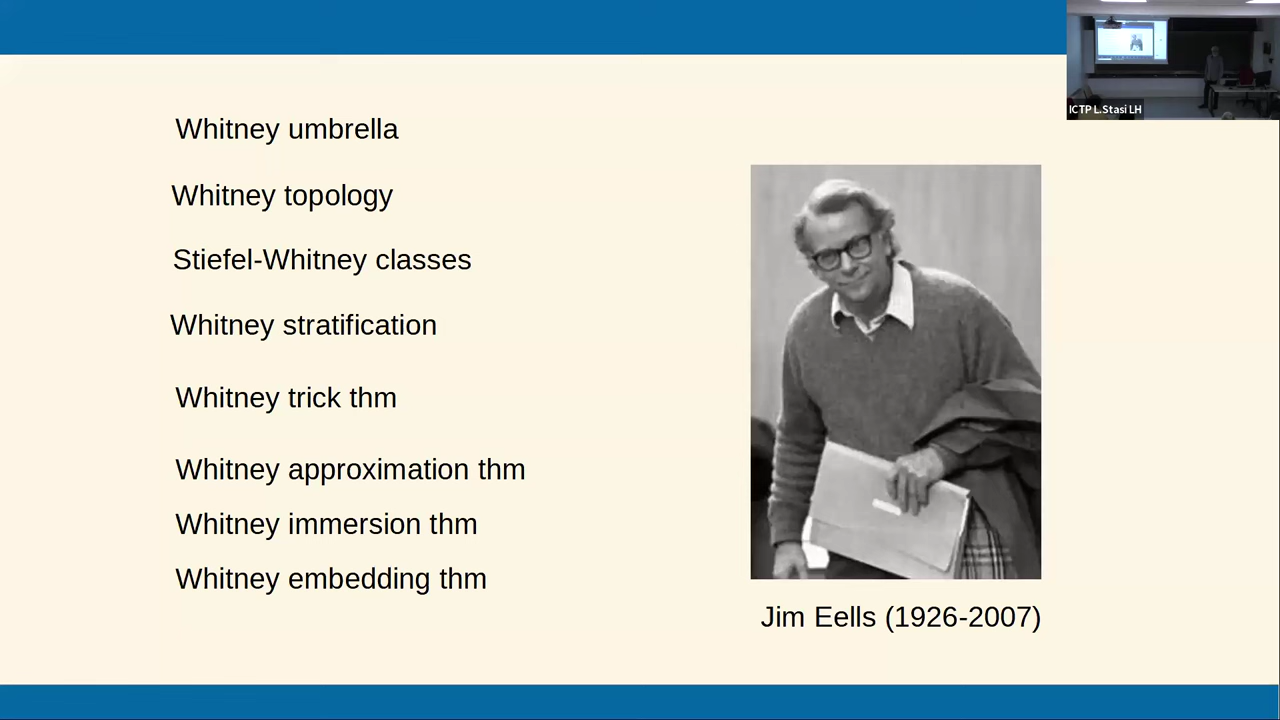 Whitney umbrella
Whitney topology
Stiefel-Whitney classes
Whitney stratification
Whitney trick thm
Whitney approximation thm
Whitney immersion thm
Whitney embedding thm
Jim Eells (1926-2007)
ICTP L.Stasi LH